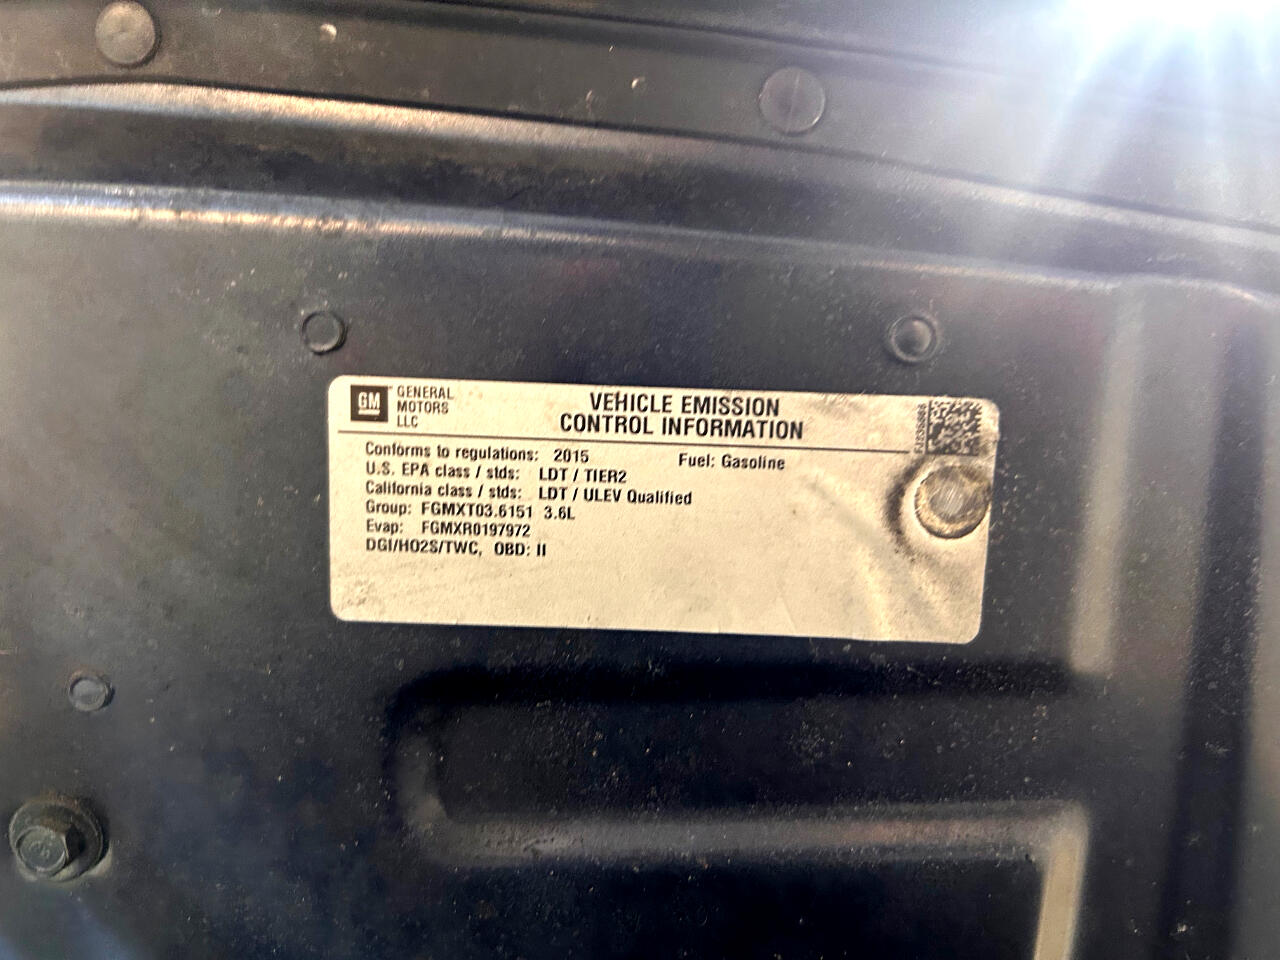 GM GENERAL MOTORS LLC
VEHICLE EMISSION
CONTROL INFORMATION
Conforms to regulations: 2015 Fuel: Gasoline
U.S. EPA class / stds: LDT / TIER2
California class / stds: LDT / ULEV Qualified
Group: FGMXT03.6151 3.6L
Evap: FGMXR0197972
DGI/HO2S/TWC, OBD: II